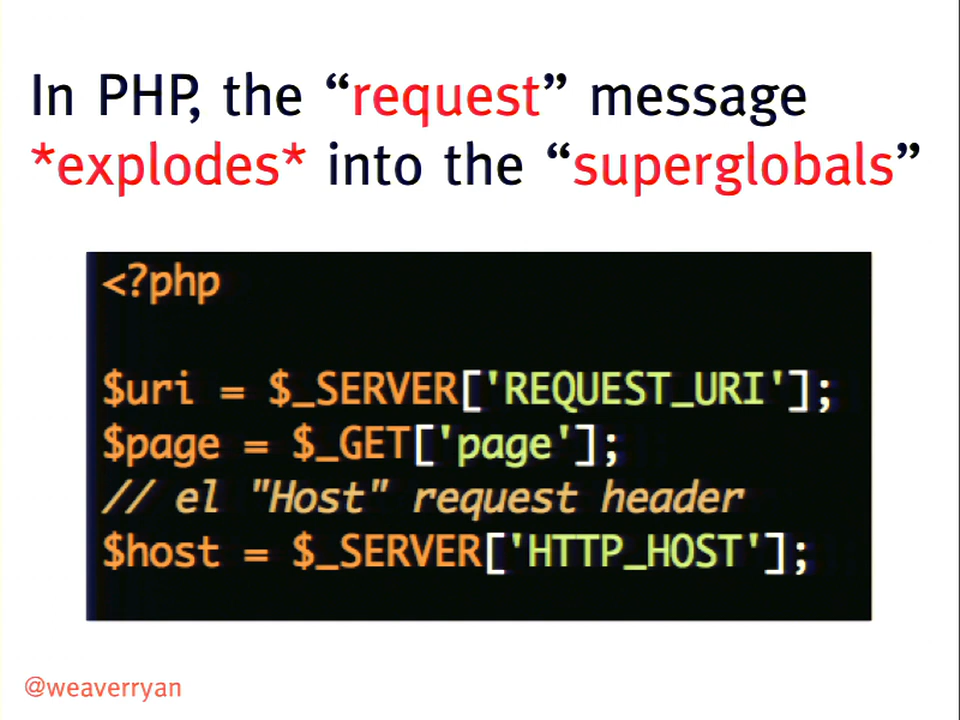 In PHP, the “request” message
*explodes* into the “superglobals”
<?php
$uri = $_SERVER['REQUEST_URI'];
$page = $_GET['page'];
// el "Host" request header
$host = $_SERVER['HTTP_HOST'];
@weaverryan